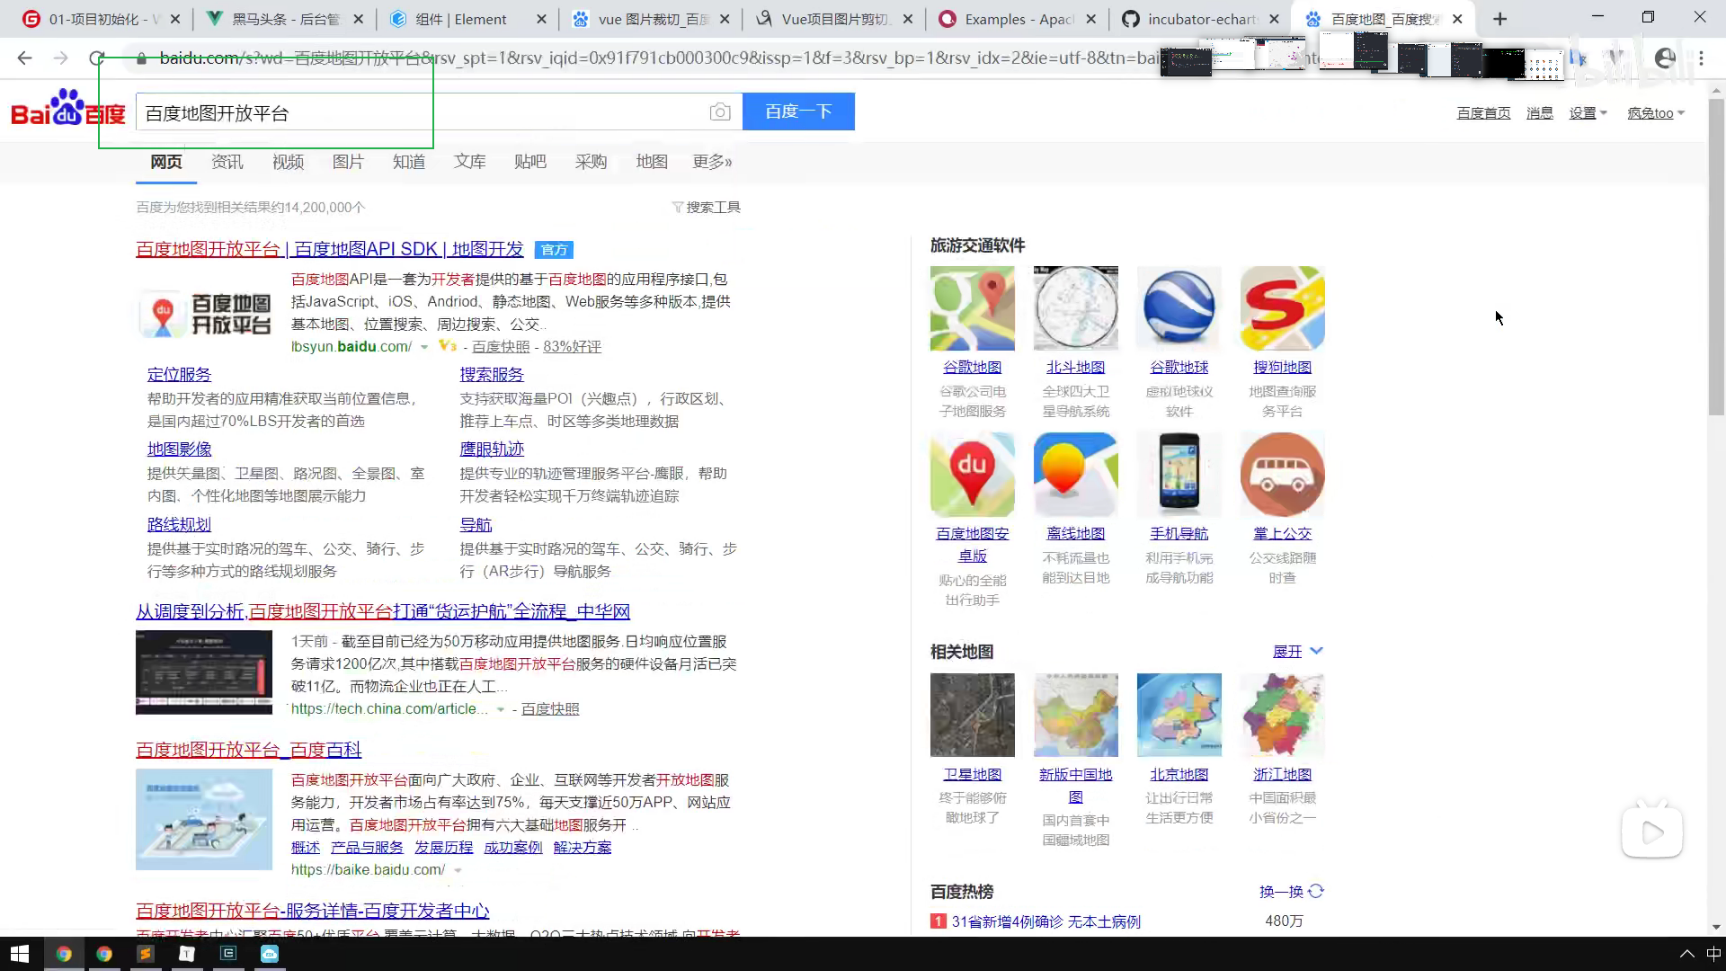 01-项目初始化 - W
黑马头条 - 后台管
组件 | Element
vue 图片裁切_百度
Vue项目图片剪切
Examples - Apac
incubator-echart
百度地图_百度搜索
baidu.com/s?wd=百度地图开放平台&rsv_spt=1&rsv_iqid=0x91f791cb000300c9&issp=1&f=3&rsv_bp=1&rsv_idx=2&ie=utf-8&tn=bai
bilibili
Bai du 百度
百度地图开放平台
百度一下
百度首页 消息 设置 疯兔too
网页 资讯 视频 图片 知道 文库 贴吧 采购 地图 更多»
百度为您找到相关结果约14,200,000个
搜索工具
百度地图开放平台 | 百度地图API SDK | 地图开发 官方
百度地图开放平台
百度地图API是一套为开发者提供的基于百度地图的应用程序接口,包
括JavaScript、iOS、Andriod、静态地图、Web服务等多种版本,提供
基本地图、位置搜索、周边搜索、公交..
lbsyun.baidu.com/ V3 - 百度快照 - 83%好评
定位服务
帮助开发者的应用精准获取当前位置信息，
是国内超过70%LBS开发者的首选
搜索服务
支持获取海量POI（兴趣点），行政区划、
推荐上车点、时区等多类地理数据
地图影像
提供矢量图、卫星图、路况图、全景图、室
内图、个性化地图等地图展示能力
鹰眼轨迹
提供专业的轨迹管理服务平台-鹰眼，帮助
开发者轻松实现千万终端轨迹追踪
路线规划
提供基于实时路况的驾车、公交、骑行、步
行等多种方式的路线规划服务
导航
提供基于实时路况的驾车、公交、骑行、步
行（AR步行）导航服务
从调度到分析,百度地图开放平台打通“货运护航”全流程_中华网
1天前 - 截至目前已经为50万移动应用提供地图服务.日均响应位置服
务请求1200亿次,其中搭载百度地图开放平台服务的硬件设备月活已突
破11亿。而物流企业也正在人工...
https://tech.china.com/article... - 百度快照
百度地图开放平台_百度百科
百度地图开放平台面向广大政府、企业、互联网等开发者开放地图服
务能力，开发者市场占有率达到75%，每天支撑近50万APP、网站应
用运营。百度地图开放平台拥有六大基础地图服务开 ..
概述 产品与服务 发展历程 成功案例 解决方案
https://baike.baidu.com/
百度地图开放平台-服务详情-百度开发者中心
百度开发者中心汇聚百度50+优质平台,覆盖云计算、大数据、O2O三大热点技术领域,向开发者
旅游交通软件
谷歌地图
谷歌公司电
子地图服务
北斗地图
全球四大卫
星导航系统
谷歌地球
虚拟地球仪
软件
搜狗地图
地图查询服
务平台
百度地图安
卓版
贴心的全能
出行助手
离线地图
不耗流量也
能到达目地
手机导航
利用手机完
成导航功能
掌上公交
公交线路随
时查
相关地图
展开
卫星地图
终于能够俯
瞰地球了
新版中国地
图
国内首套中
国疆域地图
北京地图
让出行日常
生活更方便
浙江地图
中国面积最
小省份之一
百度热榜
换一换
1 31省新增4例确诊 无本土病例 480万
中